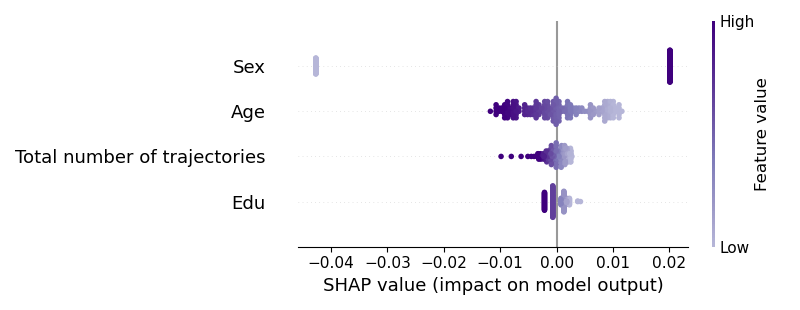 High
Sex
Age
Total number of trajectories
Edu
Feature value
Low
−0.04 −0.03 −0.02 −0.01 0.00 0.01 0.02
SHAP value (impact on model output)